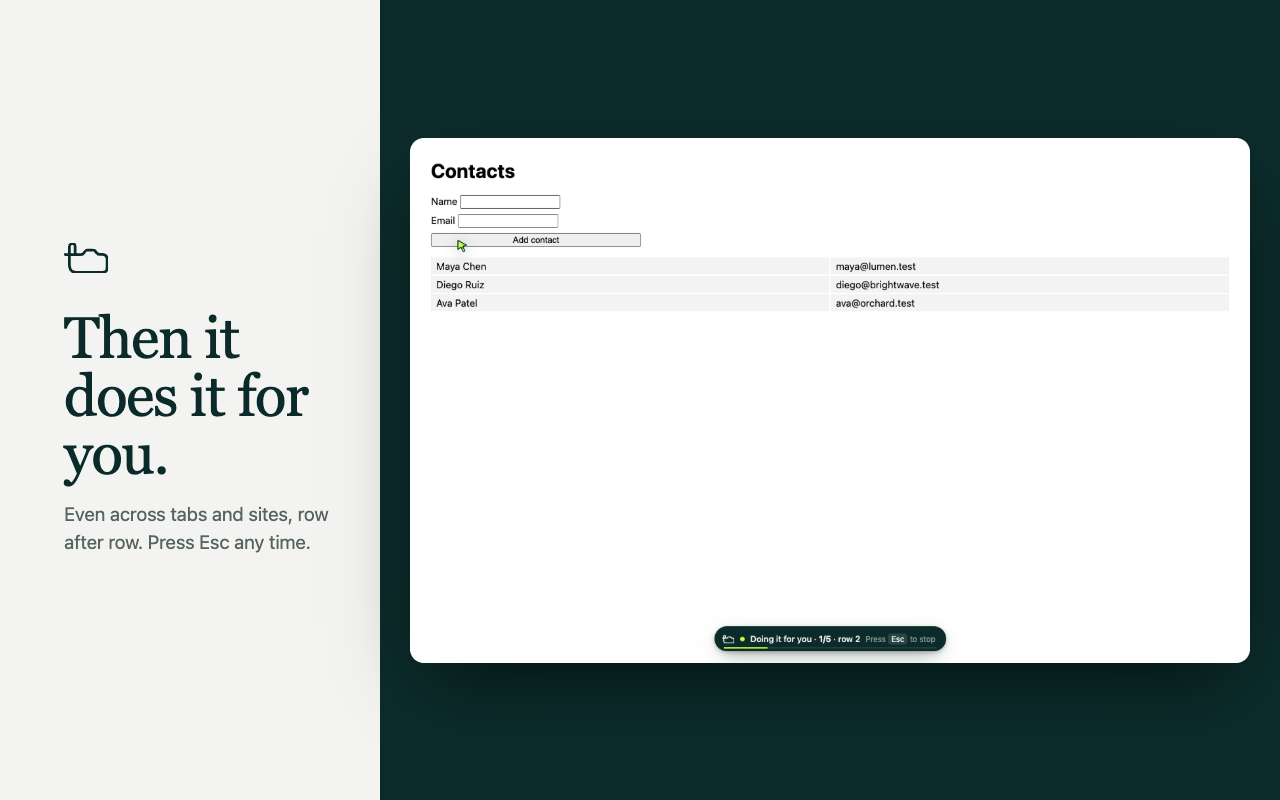 Then it
does it for
you.
Even across tabs and sites, row
after row. Press Esc any time.
Contacts
Name
Email
Add contact
Maya Chen maya@lumen.test
Diego Ruiz diego@brightwave.test
Ava Patel ava@orchard.test
Doing it for you · 1/5 · row 2 Press Esc to stop